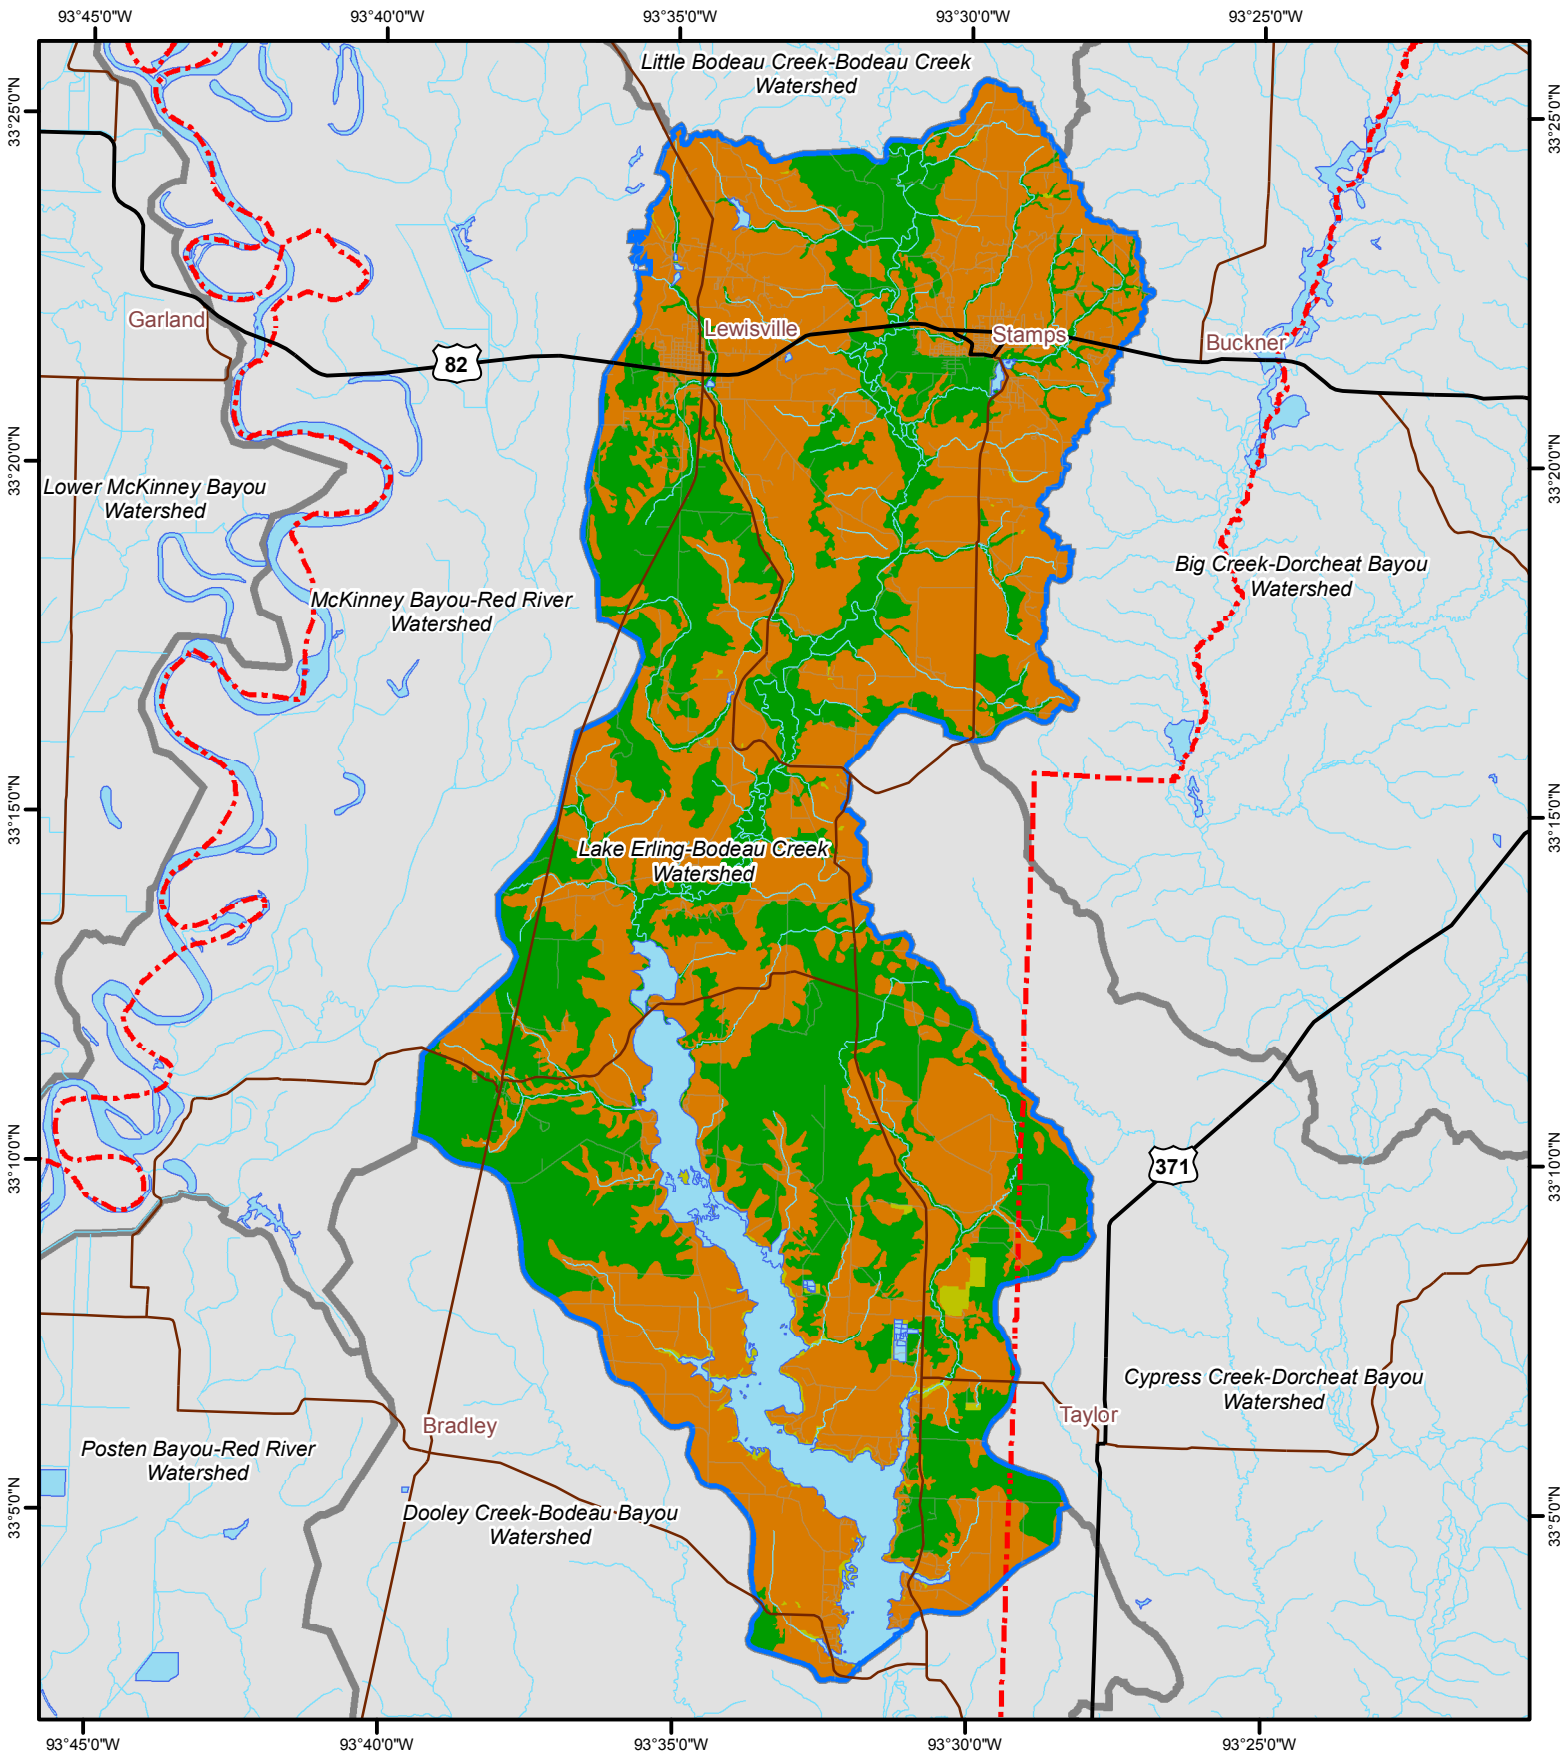 93°45'0"W
93°40'0"W
93°35'0"W
93°30'0"W
93°25'0"W
Little Bodeau Creek-Bodeau Creek
Watershed
33°25'0"N
33°25'0"N
Garland
Lewisville
Stamps
Buckner
82
33°20'0"N
33°20'0"N
Lower McKinney Bayou
Watershed
Big Creek-Dorcheat Bayou
Watershed
McKinney Bayou-Red River
Watershed
33°15'0"N
33°15'0"N
Lake Erling-Bodeau Creek
Watershed
33°10'0"N
33°10'0"N
371
Cypress Creek-Dorcheat Bayou
Watershed
Taylor
Bradley
Posten Bayou-Red River
Watershed
Dooley Creek-Bodeau Bayou
Watershed
33°5'0"N
33°5'0"N
93°45'0"W
93°40'0"W
93°35'0"W
93°30'0"W
93°25'0"W